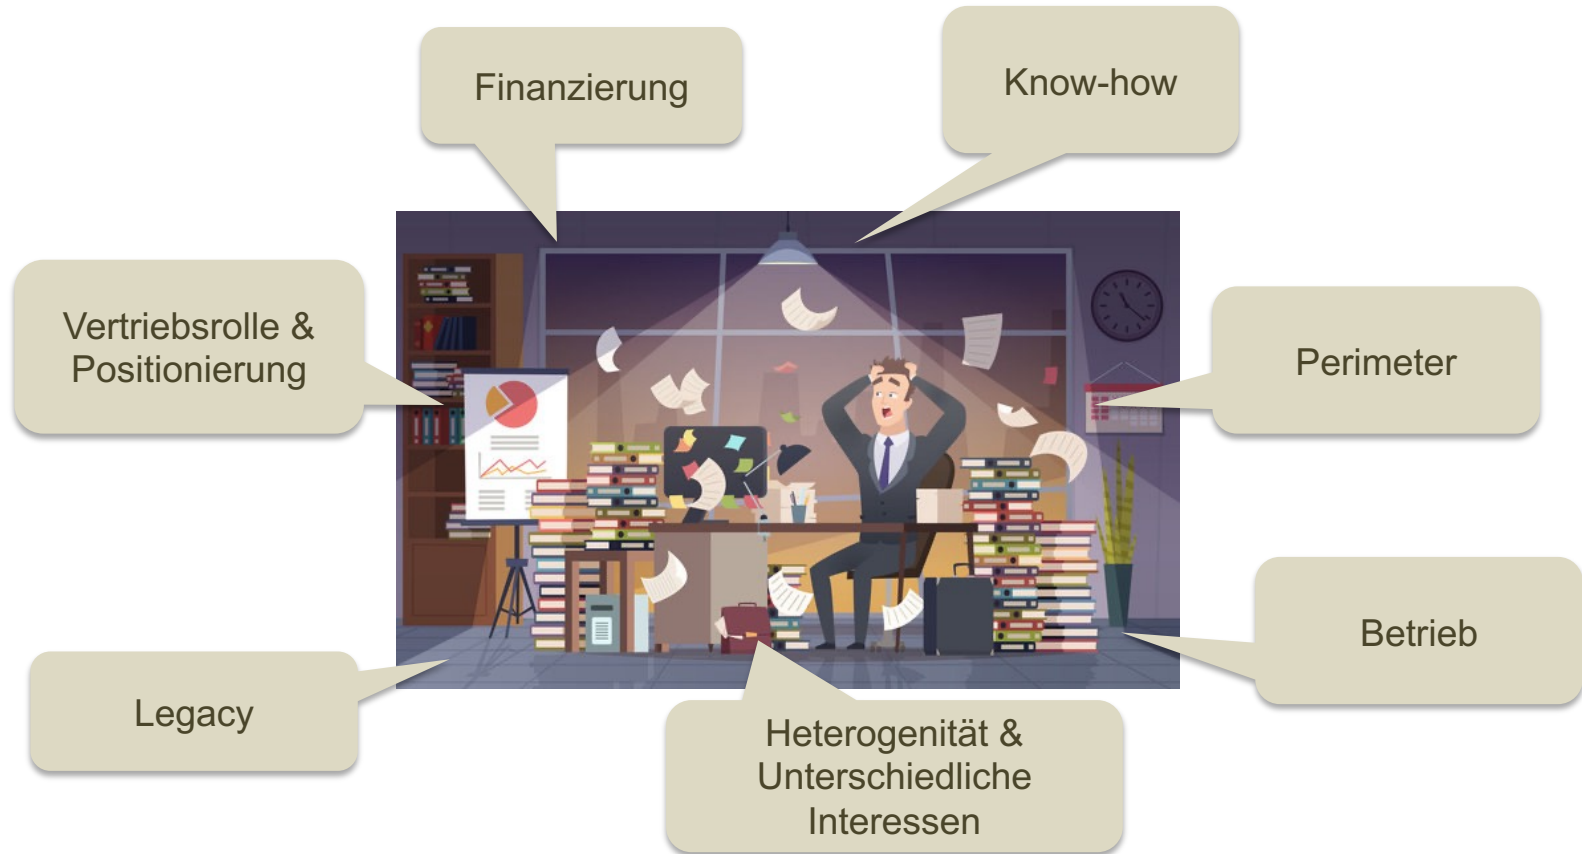 Finanzierung
Know-how
Vertriebsrolle &
Positionierung
Perimeter
Betrieb
Legacy
Heterogenität &
Unterschiedliche
Interessen